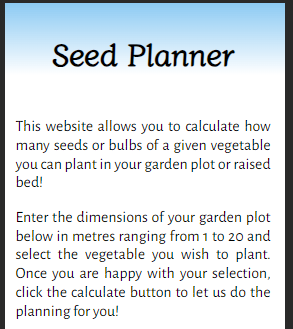 Seed Planner
This website allows you to calculate how
many seeds or bulbs of a given vegetable
you can plant in your garden plot or raised
bed!
Enter the dimensions of your garden plot
below in metres ranging from 1 to 20 and
select the vegetable you wish to plant.
Once you are happy with your selection,
click the calculate button to let us do the
planning for you!